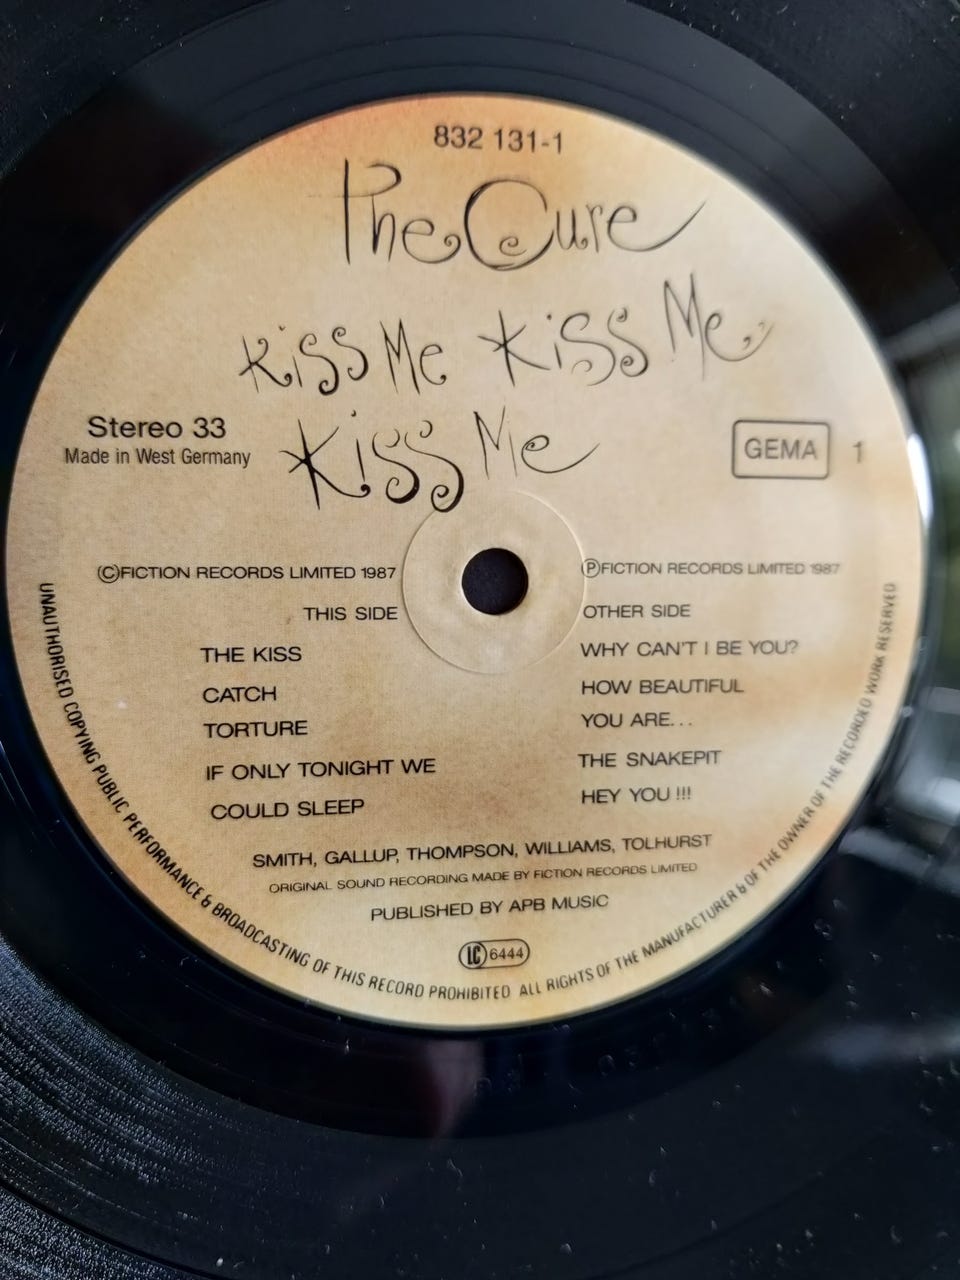 832 131-1
The Cure
Kiss Me Kiss Me
Kiss Me
Stereo 33
Made in West Germany
GEMA 1
©FICTION RECORDS LIMITED 1987
℗FICTION RECORDS LIMITED 1987
THIS SIDE
THE KISS
CATCH
TORTURE
IF ONLY TONIGHT WE
COULD SLEEP
OTHER SIDE
WHY CAN'T I BE YOU?
HOW BEAUTIFUL
YOU ARE...
THE SNAKEPIT
HEY YOU !!!
SMITH, GALLUP, THOMPSON, WILLIAMS, TOLHURST
ORIGINAL SOUND RECORDING MADE BY FICTION RECORDS LIMITED
PUBLISHED BY APB MUSIC
LC 6444
UNAUTHORISED COPYING PUBLIC PERFORMANCE & BROADCASTING OF THIS RECORD PROHIBITED ALL RIGHTS OF THE MANUFACTURER & OF THE OWNER OF THE RECORDED WORK RESERVED